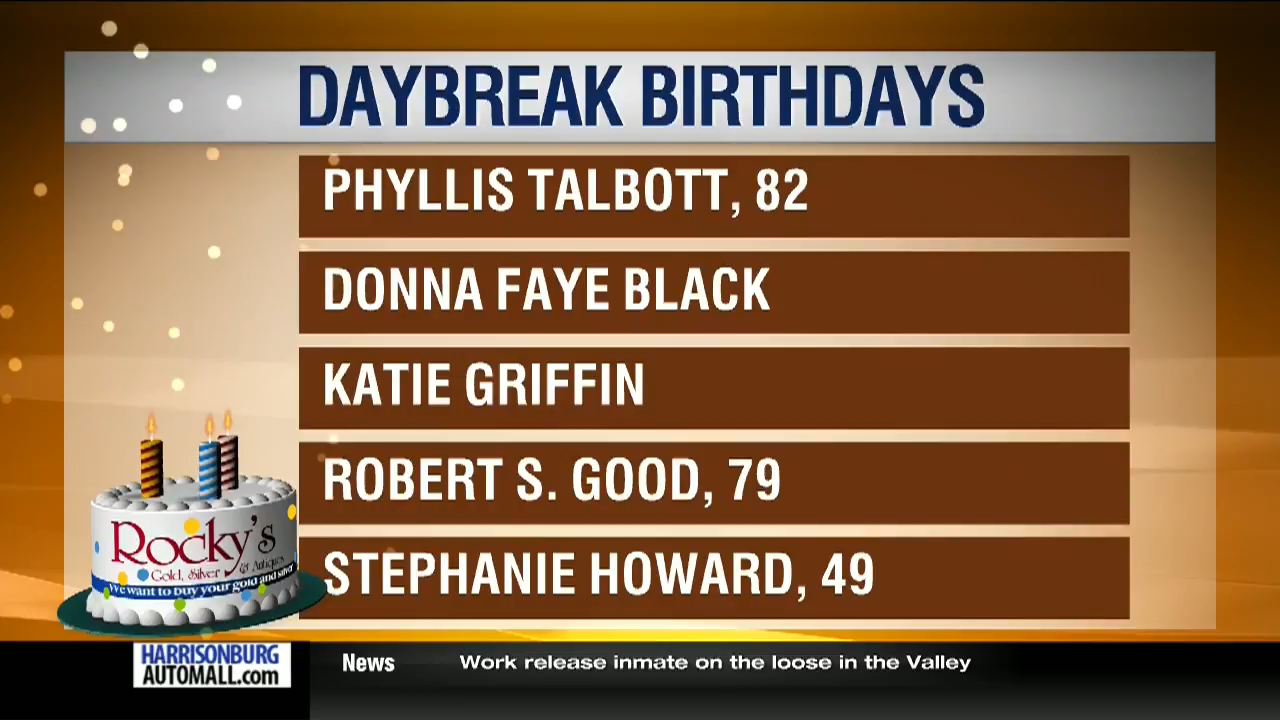 DAYBREAK BIRTHDAYS
PHYLLIS TALBOTT, 82
DONNA FAYE BLACK
KATIE GRIFFIN
ROBERT S. GOOD, 79
STEPHANIE HOWARD, 49
Rocky's
Gold, Silver & Antiques
We want to buy your gold and silver
HARRISONBURG
AUTOMALL.com
News Work release inmate on the loose in the Valley